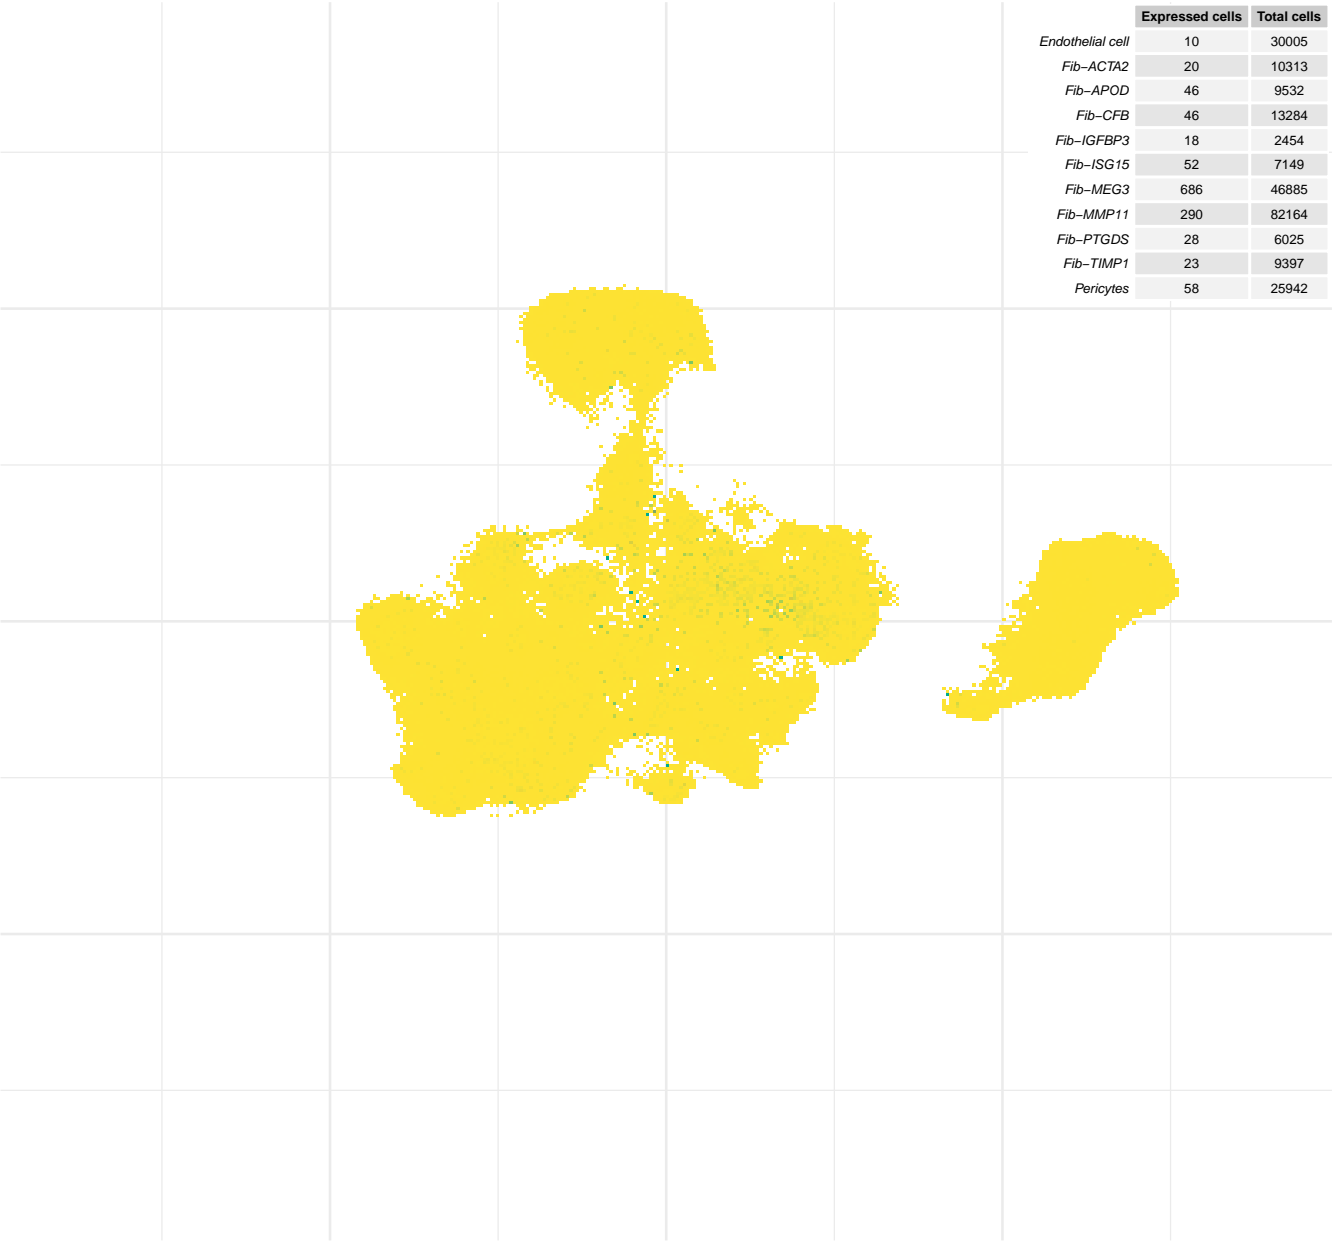 Expressed cells Total cells
Endothelial cell 10 30005
Fib−ACTA2 20 10313
Fib−APOD 46 9532
Fib−CFB 46 13284
Fib−IGFBP3 18 2454
Fib−ISG15 52 7149
Fib−MEG3 686 46885
Fib−MMP11 290 82164
Fib−PTGDS 28 6025
Fib−TIMP1 23 9397
Pericytes 58 25942